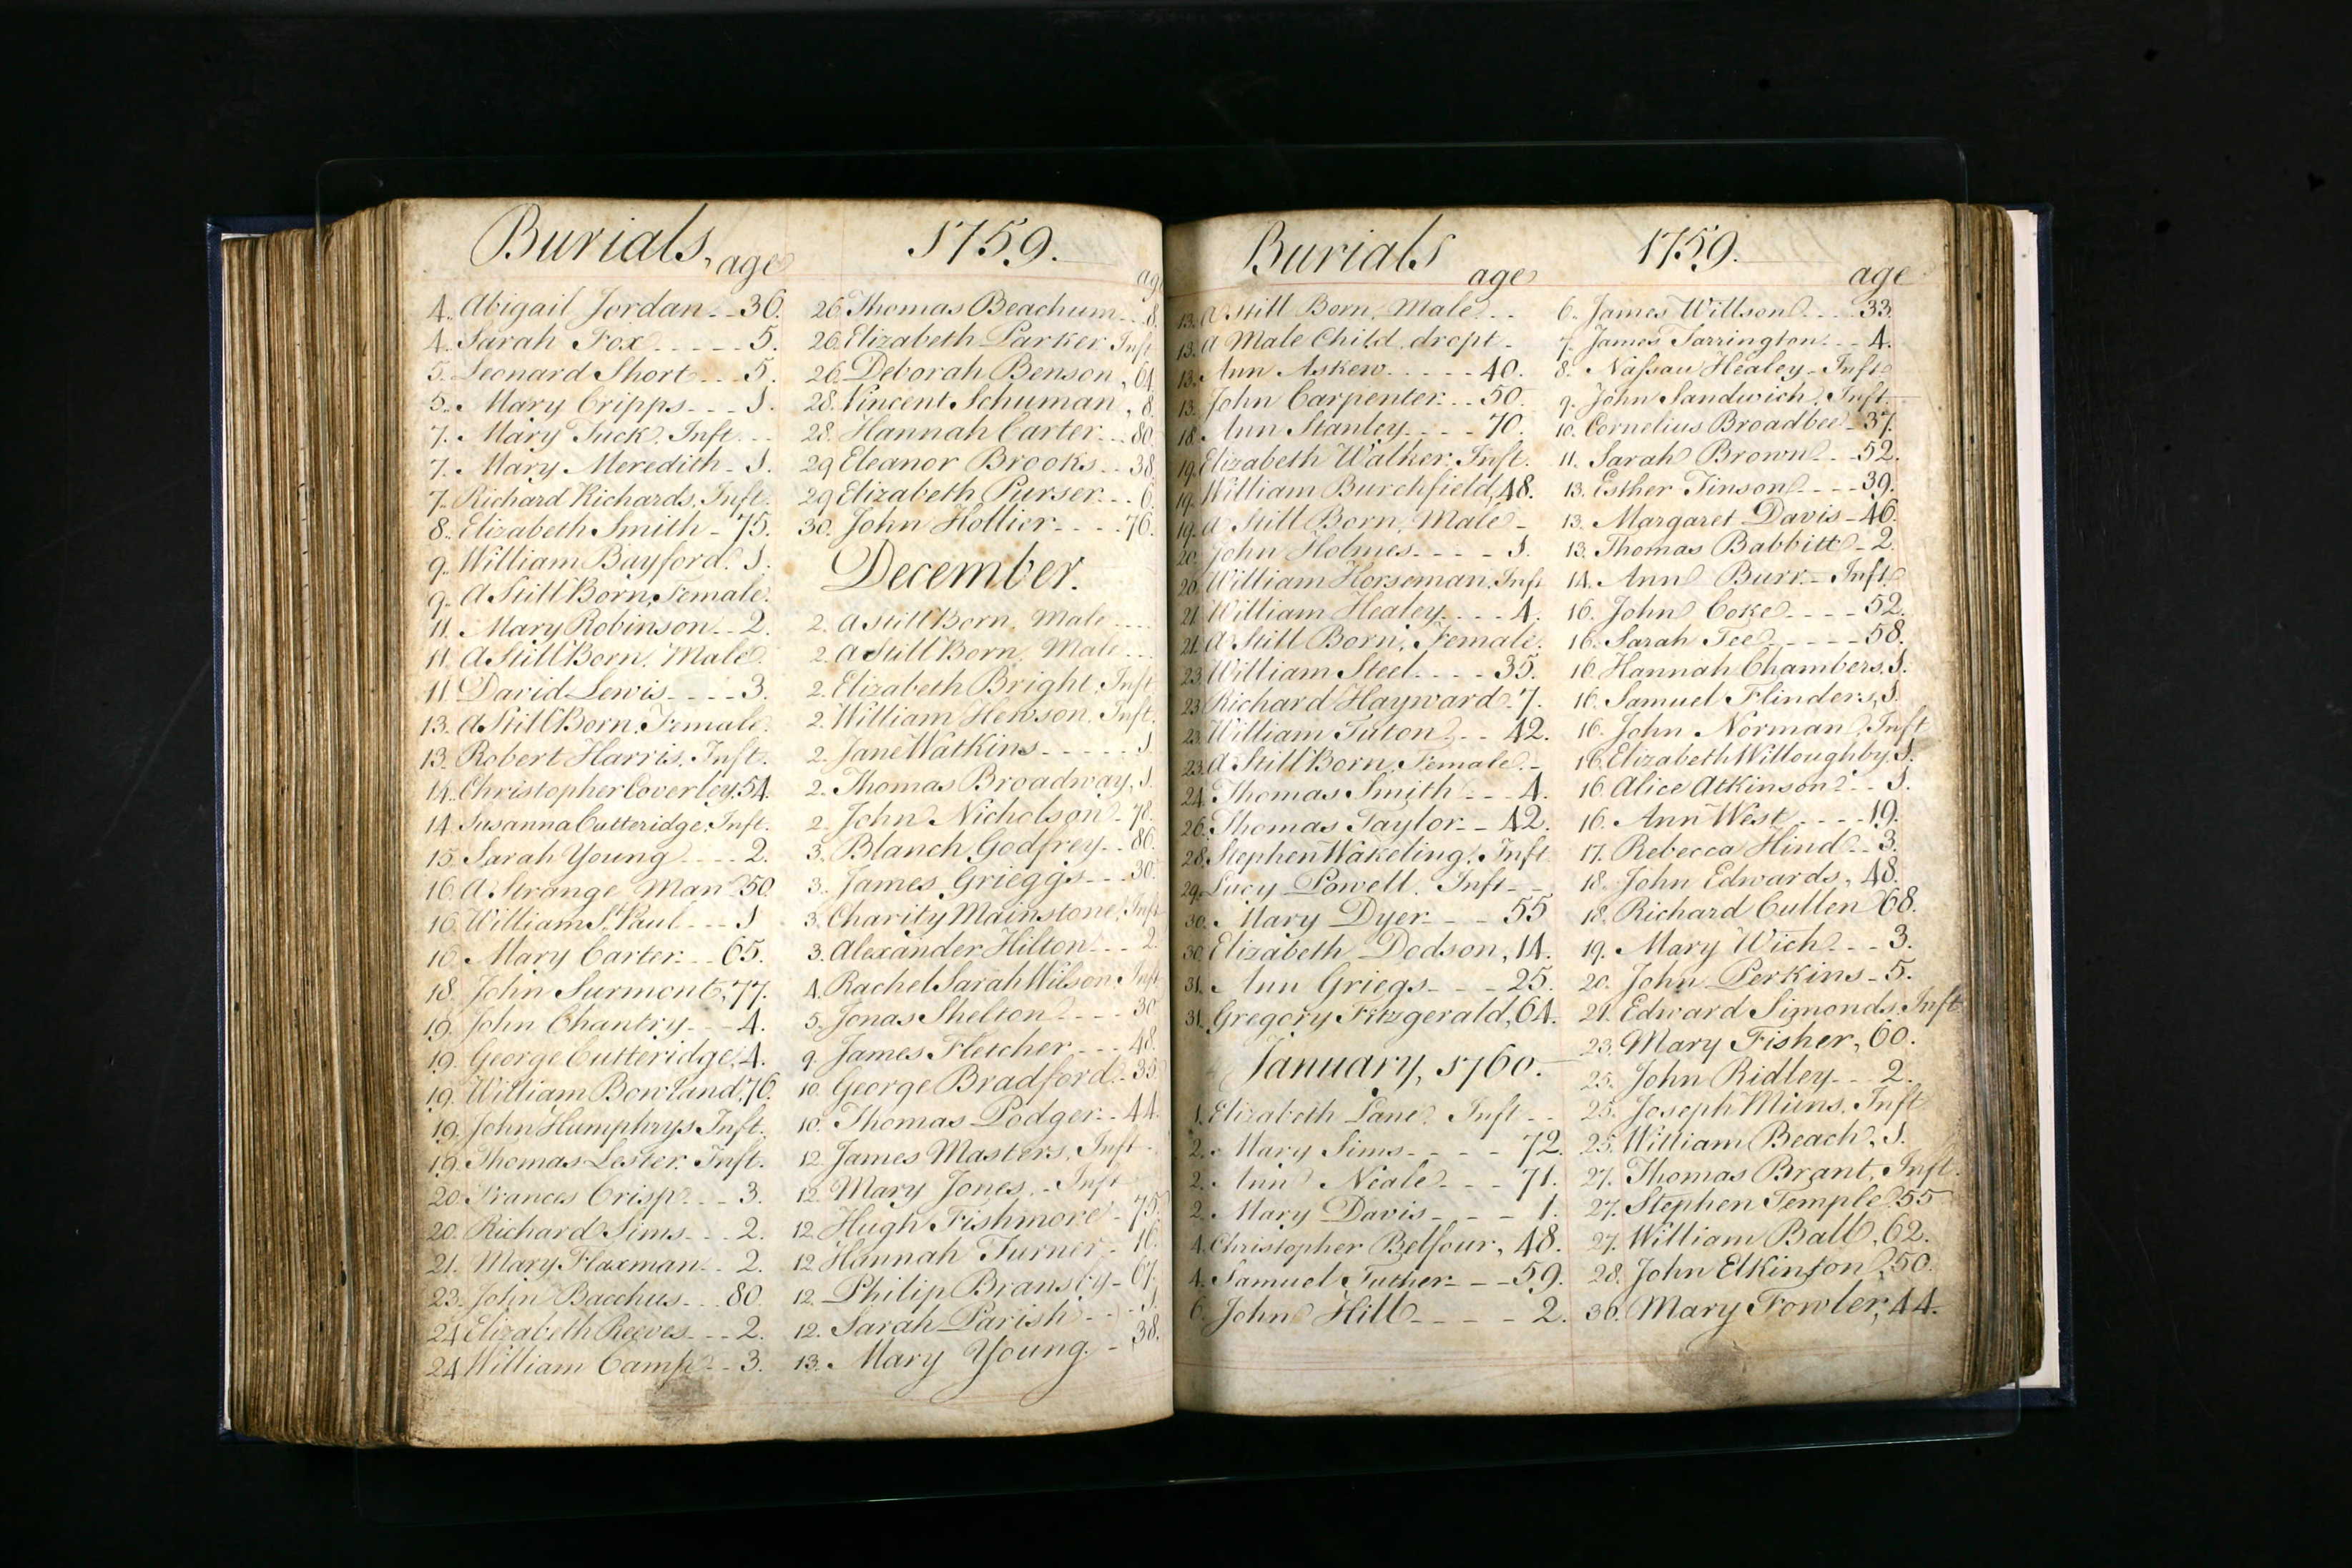 Burials, age 1759.
age
4. Abigail Jordan - - 36.
4. Sarah Fox - - - - - 5.
5. Leonard Short - - 5.
5. Mary Cripps - - - 1.
7. Mary Tuck. Inft. - -
7. Mary Meredith - 1.
7. Richard Richards. Inft.
8. Elizabeth Smith - 75.
9. William Bayford. 1.
9. A Still Born, Female.
11. Mary Robinson - - 2.
11. A Still Born. Male.
11. David Lewis - - - - 3.
13. A Still Born. Female.
13. Robert Harris. Inft.
14. Christopher Coverley, 54.
14. Susanna Cutteridge, Inft.
15. Sarah Young - - - - 2.
16. A Strange Man 50
16. William St. Paul - - - 1
16. Mary Carter - - 65.
18. John Surmont, 77.
19. John Chantry - - - 4.
19. George Cutteridge, 4.
19. William Bowland, 76.
19. John Humphrys Inft.
19. Thomas Lester. Inft.
20. Francis Crisp - - - 3.
20. Richard Sims - - - 2.
21. Mary Flaxman - - 2.
23. John Bacchus - - - 80.
24 Elizabeth Reeves - - - 2.
24 William Camp - - 3.
26. Thomas Beachum - - 8.
26. Elizabeth Parker Inft
26. Deborah Benson, 64
28. Vincent Schuman, 8.
28. Hannah Carter - - 80
29 Eleanor Brooks - - 38
29 Elizabeth Purser - - 6.
30. John Hollier - - - - 76.
December.
2. A Still Born. Male - - -
2. A Still Born. Male - - -
2. Elizabeth Bright, Inft
2. William Hewson. Inft.
2. Jane Watkins - - - - - 1
2. Thomas Broadway, 1.
2. John Nicholson - 78.
3. Blanch Godfrey - - 86.
3. James Grieggs - - - 30.
3. Charity Mainstone, Inft
3. Alexander Hilton - - - 2
4. Rachel Sarah Wilson Inft
5. Jonas Shelton - - - 30
9. James Fletcher - - - 48.
10. George Bradford - 35
10. Thomas Podger - - 44.
12. James Masters. Inft -
12. Mary Jones. - Inft
12. Hugh Fishmore - 75.
12. Hannah Turner - 16.
12. Philip Bransby - 67.
12. Sarah Parish - - - 1.
13. Mary Young. - 38.
Burials age 1759.
age
13. A Still Born, Male - -
13. A Male Child. dropt -
13. Ann Askew - - - - - 40.
13. John Carpenter - - 50
18. Ann Stanley - - - - 70.
19. Elizabeth Walker. Inft.
19. William Burchfield, 48.
19. A Still Born. Male -
20. John Holmes - - - - 1.
20. William Horseman, Inft
21. William Healey - - - - 4.
21. A Still Born, Female.
23. William Steel - - - - 35.
23. Richard Hayward. 7.
23. William Tuton - - 42.
23. A Still Born. Female. -
24. Thomas Smith - - - 4.
26. Thomas Taylor - - 42.
28. Stephen Wakeling. Inft
29. Lucy Powell. Inft - -
30. Mary Dyer - - - 55
30. Elizabeth Dodson, 14.
31. Ann Griegs - - - 25.
31. Gregory Fitzgerald, 64.
January, 1760.
1. Elizabeth Lane. Inft - -
2. Mary Sims - - - - 72.
2. Ann Neale - - - 71.
2. Mary Davis - - - - 1.
4. Christopher Belfour, 48.
4. Samuel Tuther - - - 59.
6. John Hill - - - - - 2.
6. James Willson - - - - 33
7. James Tarrington - - - 4.
8. Nassau Healey - Inft.
9. John Sandwich. Inft.
10. Cornelius Broadbee - 37.
11. Sarah Brown - - - 52.
13. Esther Tinson - - - - 39.
13. Margaret Davis - 46.
13. Thomas Babbitt - 2.
14. Ann Burr - Inft.
16. John Coke - - - - 52.
16. Sarah Tee - - - - - 58.
16. Hannah Chambers, 1.
16. Samuel Flinders, 1.
16. John Norman, Inft
16. Elizabeth Willoughby, 1.
16. Alice Atkinson - - 1.
16. Ann West - - - - 19.
17. Rebecca Hind - - 3.
18. John Edwards, 48.
18. Richard Cullen 68.
19. Mary Wich - - - 3.
20. John Perkins - 5.
21. Edward Simonds. Inft
23. Mary Fisher, 60.
25. John Ridley - - - 2.
25. Joseph Miens. Inft
25. William Beach, 1.
27. Thomas Brant, Inft.
27. Stephen Temple 55
27. William Ball, 62.
28. John Elkinton, 50.
30. Mary Fowler, 44.